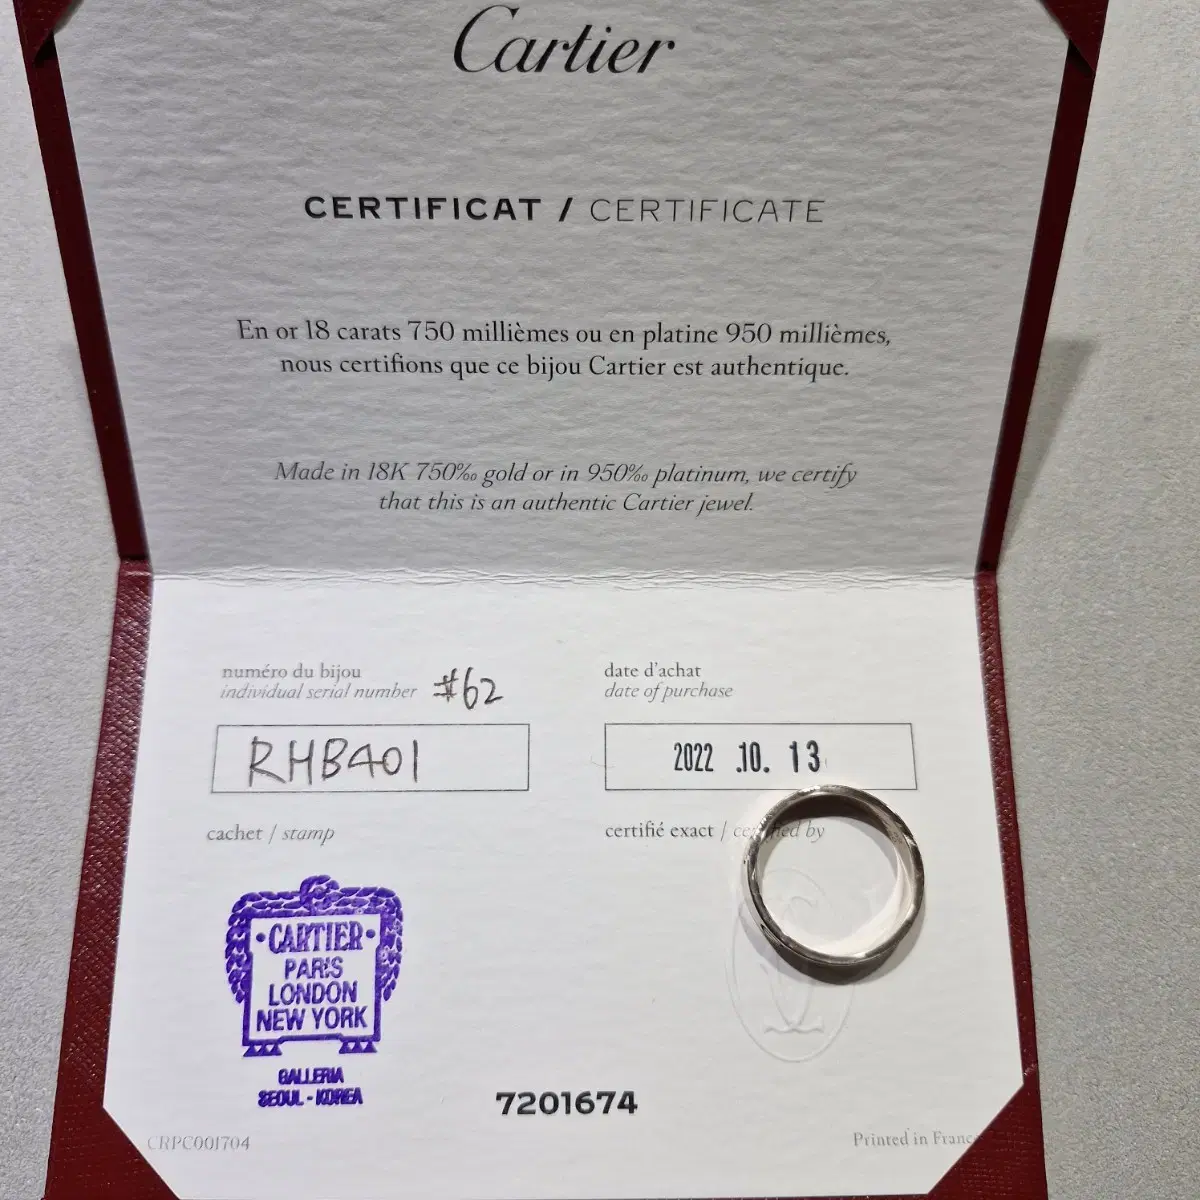 Cartier
CERTIFICAT / CERTIFICATE
En or 18 carats 750 millièmes ou en platine 950 millièmes,
nous certifions que ce bijou Cartier est authentique.
Made in 18K 750‰ gold or in 950‰ platinum, we certify
that this is an authentic Cartier jewel.
numéro du bijou
individual serial number #62
RHB401
date d'achat
date of purchase
2022 .10. 13
cachet / stamp
certifié exact / certified by
·CARTIER·
PARIS
LONDON
NEW YORK
GALLERIA
SEOUL - KOREA
7201674
CRPC001704
Printed in France